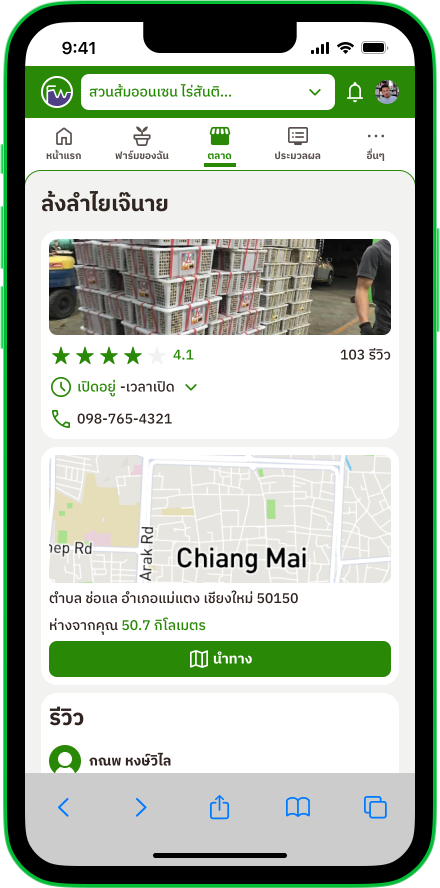 9:41
FW
สวนส้มออนเซน ไร่สันติ...
หน้าแรก
ฟาร์มของฉัน
ตลาด
ประมวลผล
อื่นๆ
ล้งลำไยเจ๊นาย
4.1
103 รีวิว
เปิดอยู่ -เวลาเปิด
098-765-4321
hep Rd
Arak Rd
Chiang Mai
ตำบล ช่อแล อำเภอแม่แตง เชียงใหม่ 50150
ห่างจากคุณ 50.7 กิโลเมตร
นำทาง
รีวิว
กณพ หงษ์วิไล